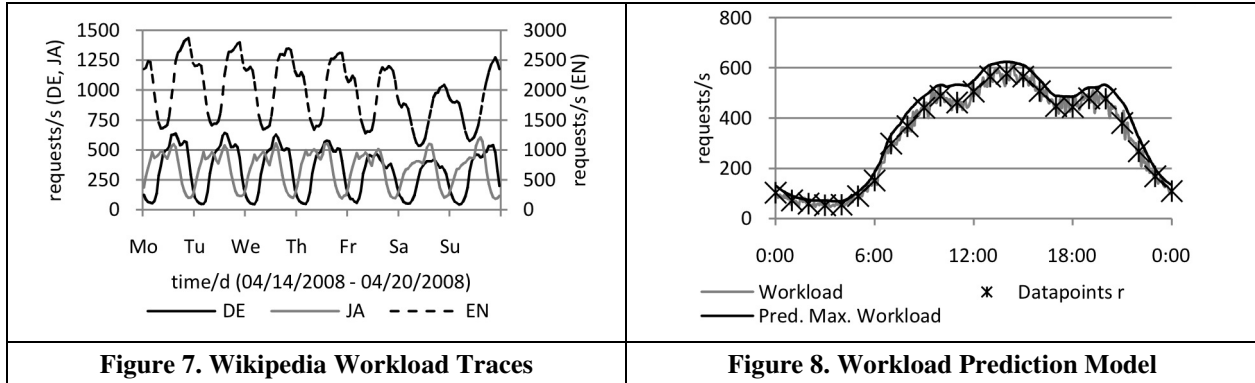 1500
1250
1000
750
500
250
0
requests/s (DE, JA)
3000
2500
2000
1500
1000
500
0
requests/s (EN)
Mo Tu We Th Fr Sa Su
time/d (04/14/2008 - 04/20/2008)
DE JA EN
Figure 7. Wikipedia Workload Traces
800
600
400
200
0
requests/s
0:00 6:00 12:00 18:00 0:00
Workload Datapoints r
Pred. Max. Workload
Figure 8. Workload Prediction Model